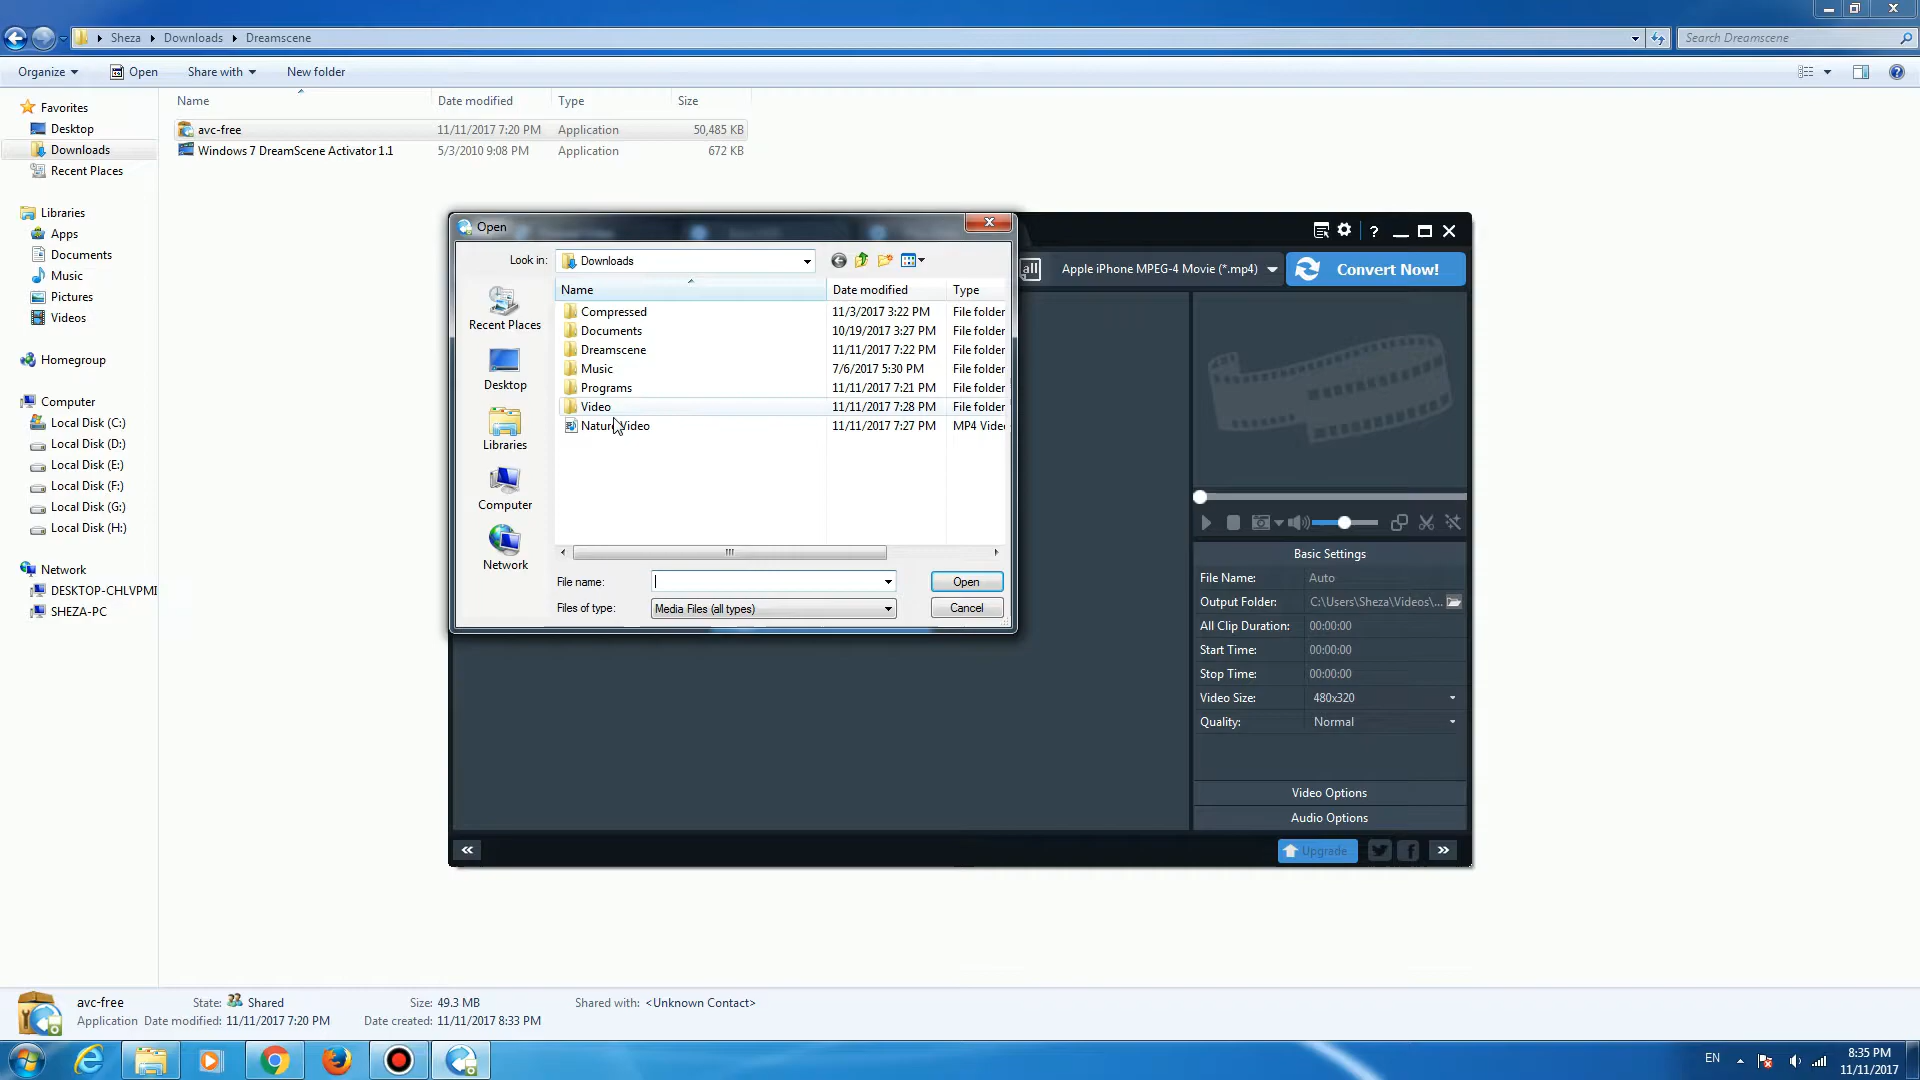 Sheza Downloads Dreamscene
Search Dreamscene
Organize Open Share with New folder
Name Date modified Type Size
avc-free 11/11/2017 7:20 PM Application 50,485 KB
Windows 7 DreamScene Activator 1.1 5/3/2010 9:08 PM Application 672 KB
Favorites
Desktop
Downloads
Recent Places
Libraries
Apps
Documents
Music
Pictures
Videos
Homegroup
Computer
Local Disk (C:)
Local Disk (D:)
Local Disk (E:)
Local Disk (F:)
Local Disk (G:)
Local Disk (H:)
Network
DESKTOP-CHLVPMI
SHEZA-PC
Open
Look in: Downloads
Recent Places
Desktop
Libraries
Computer
Network
Name Date modified Type
Compressed 11/3/2017 3:22 PM File folder
Documents 10/19/2017 3:27 PM File folder
Dreamscene 11/11/2017 7:22 PM File folder
Music 7/6/2017 5:30 PM File folder
Programs 11/11/2017 7:21 PM File folder
Video 11/11/2017 7:28 PM File folder
Video 11/11/2017 7:27 PM MP4
File name: Open
Files of type: Media Files (all types) Cancel
all Apple iPhone MPEG-4 Movie (*.mp4) Convert Now!
Basic Settings
File Name: Auto
Output Folder: C:\Users\Sheza\Videos\...
All Clip Duration: 00:00:00
Start Time: 00:00:00
Stop Time: 00:00:00
Video Size: 480x320
Quality: Normal
Video Options
Audio Options
Upgrade
avc-free State: Shared Size: 49.3 MB Shared with: <Unknown Contact>
Application Date modified: 11/11/2017 7:20 PM Date created: 11/11/2017 8:33 PM
EN
8:35 PM
11/11/2017